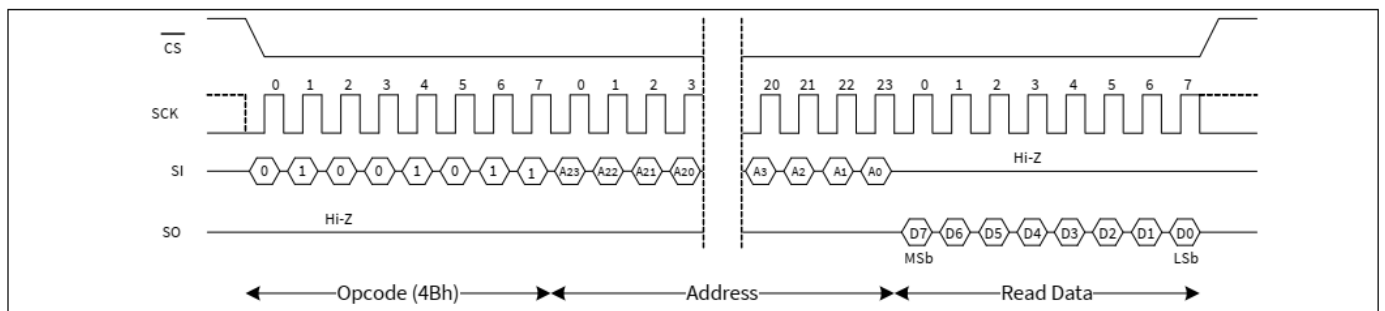 CS
0 1 2 3 4 5 6 7 0 1 2 3 20 21 22 23 0 1 2 3 4 5 6 7
SCK
Hi-Z
SI 0 1 0 0 1 0 1 1 A23 A22 A21 A20 A3 A2 A1 A0
Hi-Z
SO D7 D6 D5 D4 D3 D2 D1 D0
MSb LSb
Opcode (4Bh) Address Read Data